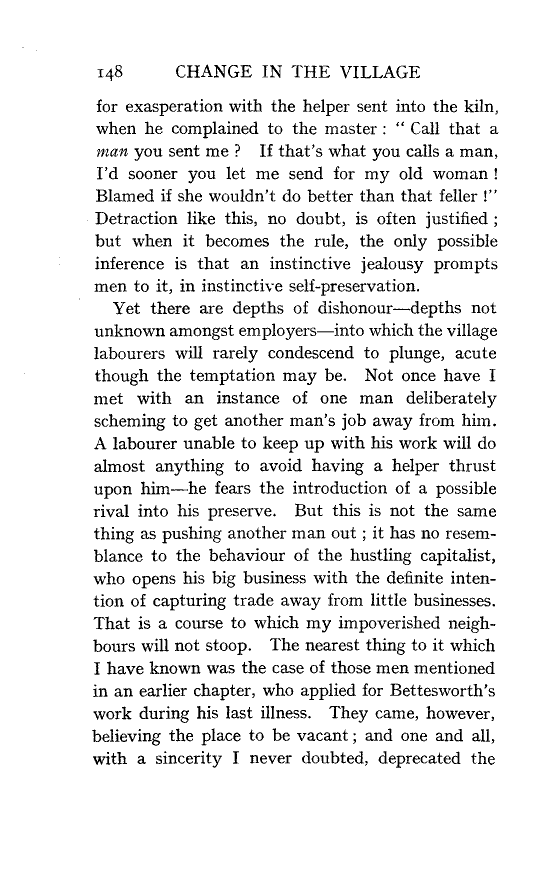 148 CHANGE IN THE VILLAGE
for exasperation with the helper sent into the kiln,
when he complained to the master : “ Call that a
man you sent me ? If that's what you calls a man,
I'd sooner you let me send for my old woman !
Blamed if she wouldn't do better than that feller !”
Detraction like this, no doubt, is often justified ;
but when it becomes the rule, the only possible
inference is that an instinctive jealousy prompts
men to it, in instinctive self-preservation.
Yet there are depths of dishonour—depths not
unknown amongst employers—into which the village
labourers will rarely condescend to plunge, acute
though the temptation may be. Not once have I
met with an instance of one man deliberately
scheming to get another man's job away from him.
A labourer unable to keep up with his work will do
almost anything to avoid having a helper thrust
upon him—he fears the introduction of a possible
rival into his preserve. But this is not the same
thing as pushing another man out ; it has no resem-
blance to the behaviour of the hustling capitalist,
who opens his big business with the definite inten-
tion of capturing trade away from little businesses.
That is a course to which my impoverished neigh-
bours will not stoop. The nearest thing to it which
I have known was the case of those men mentioned
in an earlier chapter, who applied for Bettesworth's
work during his last illness. They came, however,
believing the place to be vacant ; and one and all,
with a sincerity I never doubted, deprecated the